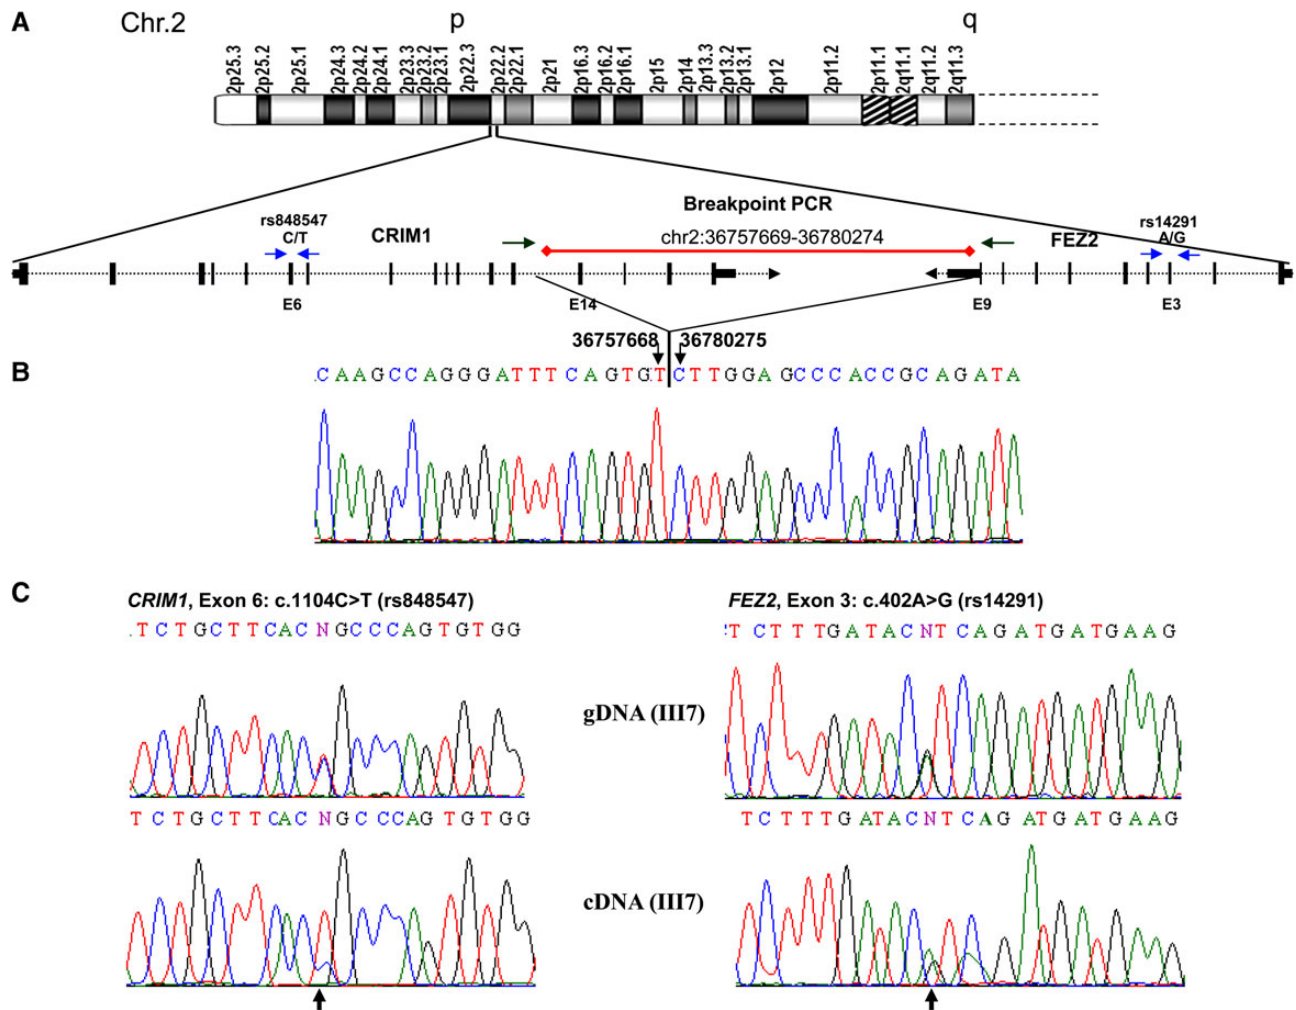 A
Chr.2
p
q
2p25.3
2p25.2
2p25.1
2p24.3
2p24.2
2p24.1
2p23.3
2p23.2
2p23.1
2p22.3
2p22.2
2p22.1
2p21
2p16.3
2p16.2
2p16.1
2p15
2p14
2p13.3
2p13.2
2p13.1
2p12
2p11.2
2p11.1
2q11.1
2q11.2
2q11.3
Breakpoint PCR
rs848547
C/T
CRIM1
chr2:36757669-36780274
FEZ2
rs14291
A/G
E6
E14
E9
E3
36757668
36780275
B
CAAGCCAGGGATTTCAGTGTCTTGGAGCCCACCGCAGATA
C
CRIM1, Exon 6: c.1104C>T (rs848547)
FEZ2, Exon 3: c.402A>G (rs14291)
TCTGCTTCACNGCCCAGTGTGG
TCTTTGATACNTCAGATGATGAAG
gDNA (III7)
TCTGCTTCACNGCCCAGTGTGG
TCTTTGATACNTCAGATGATGAAG
cDNA (III7)